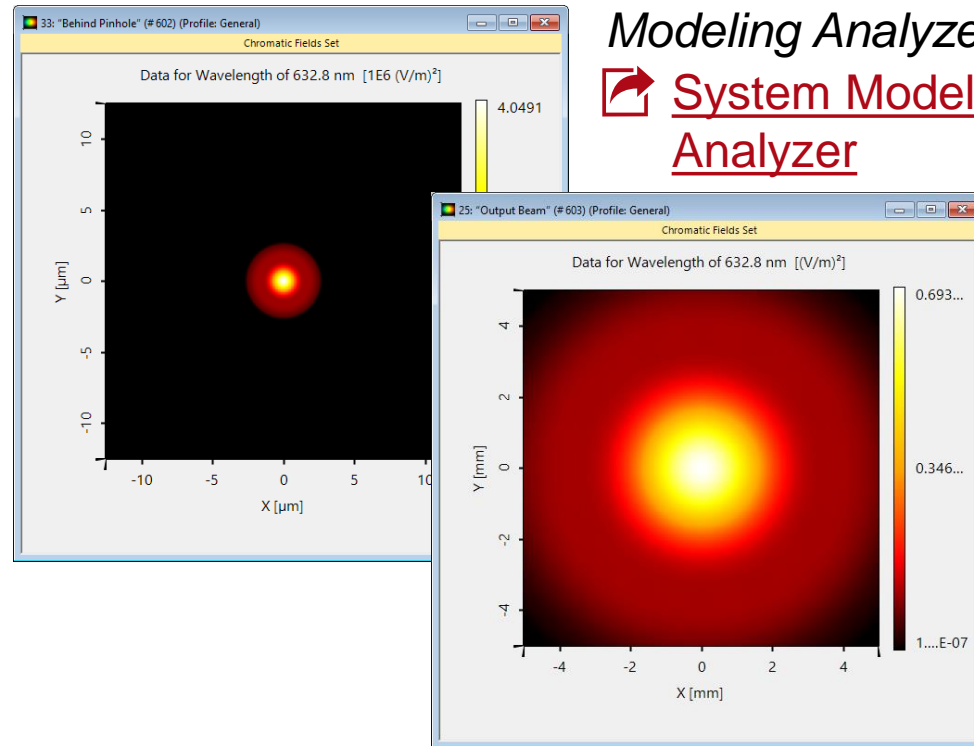 33: "Behind Pinhole" (# 602) (Profile: General)
Chromatic Fields Set
Data for Wavelength of 632.8 nm [1E6 (V/m)²]
4.0491
10
5
0
-5
-10
Y [µm]
-10 -5 0 5 10
X [µm]
Modeling Analyze
System Model
Analyzer
25: "Output Beam" (# 603) (Profile: General)
Chromatic Fields Set
Data for Wavelength of 632.8 nm [(V/m)²]
0.693...
0.346...
1....E-07
4
2
0
-2
-4
Y [mm]
-4 -2 0 2 4
X [mm]